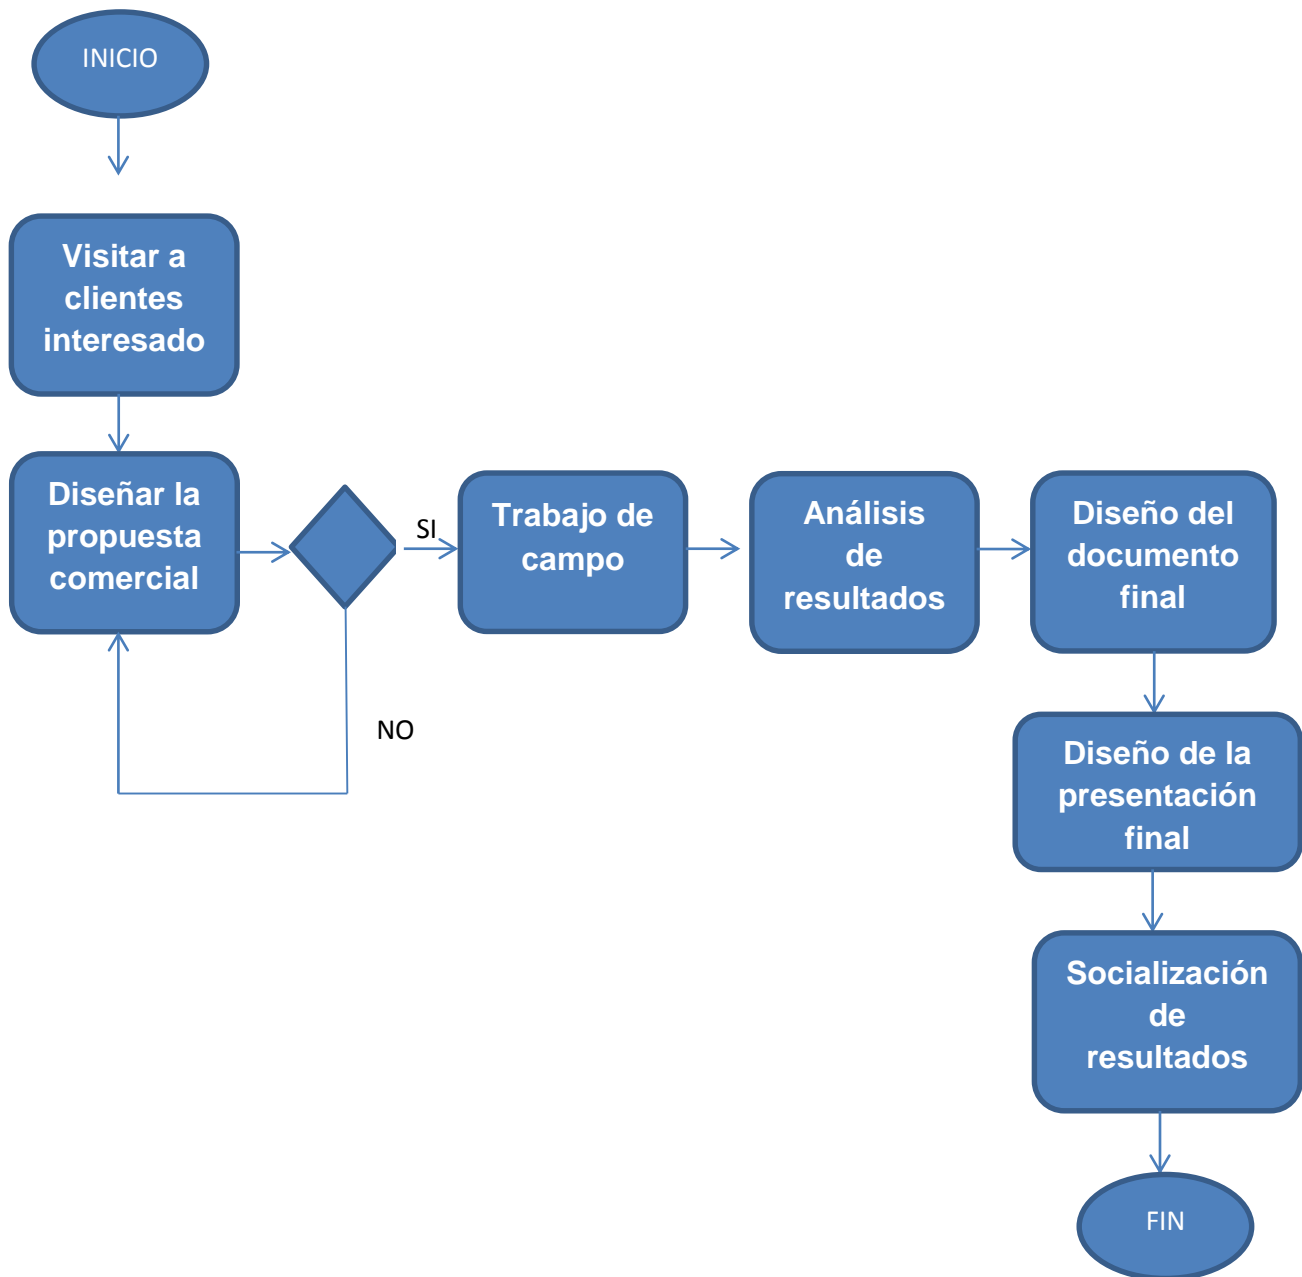 INICIO
Visitar a
clientes
interesado
Diseñar la
propuesta
comercial
SI
NO
Trabajo de
campo
Análisis
de
resultados
Diseño del
documento
final
Diseño de la
presentación
final
Socialización
de
resultados
FIN